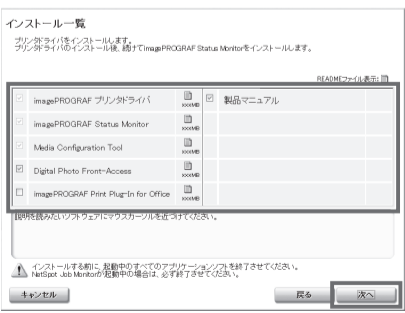 インストール一覧
プリンタドライバをインストールします。
プリンタドライバのインストール後、続けてimagePROGRAF Status Monitorをインストールします。
READMEファイル表示:
imagePROGRAF プリンタドライバ
xxxxMB
製品マニュアル
imagePROGRAF Status Monitor
xxxxMB
Media Configuration Tool
xxxxMB
Digital Photo Front-Access
xxxxMB
imagePROGRAF Print Plug-In for Office
xxxxMB
説明を読みたいソフトウェアにマウスカーソルを近づけてください。
インストールする前に、起動中のすべてのアプリケーションソフトを終了させてください。
NetSpot Job Monitorが起動中の場合は、必ず終了させてください。
キャンセル
戻る
次へ